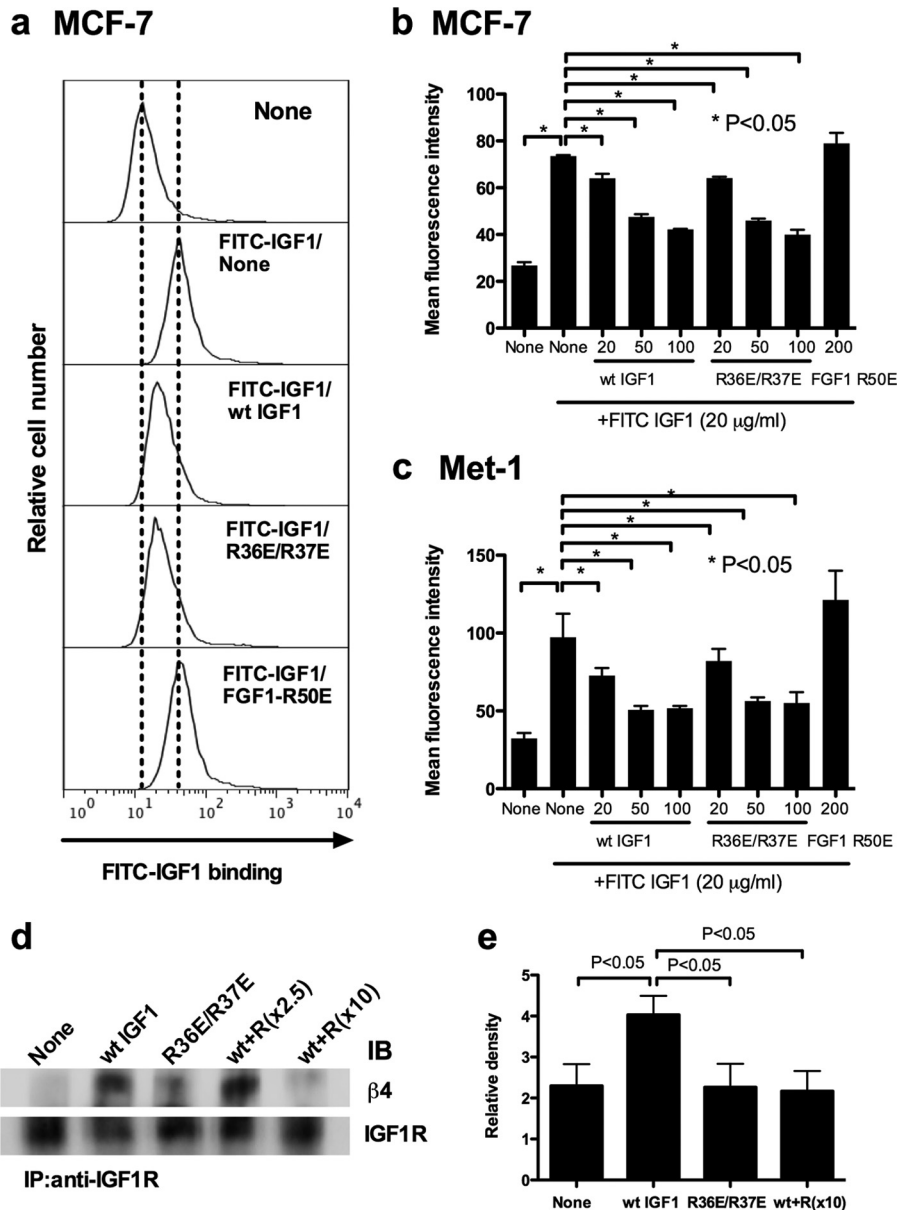 a MCF-7
None
FITC-IGF1/
None
FITC-IGF1/
wt IGF1
FITC-IGF1/
R36E/R37E
FITC-IGF1/
FGF1-R50E
Relative cell number
10^0 10^1 10^2 10^3 10^4
FITC-IGF1 binding
b MCF-7
* * * * * * *
* P<0.05
Mean fluorescence intensity
100
80
60
40
20
0
None None 20 50 100 20 50 100 200
wt IGF1 R36E/R37E FGF1 R50E
+FITC IGF1 (20 μg/ml)
c Met-1
* * * * * * *
* P<0.05
Mean fluorescence intensity
150
100
50
0
None None 20 50 100 20 50 100 200
wt IGF1 R36E/R37E FGF1 R50E
+FITC IGF1 (20 μg/ml)
d
None wt IGF1 R36E/R37E wt+R(x2.5) wt+R(x10)
IB
β4
IGF1R
IP:anti-IGF1R
e
P<0.05
P<0.05 P<0.05
Relative density
5
4
3
2
1
0
None wt IGF1 R36E/R37E wt+R(x10)